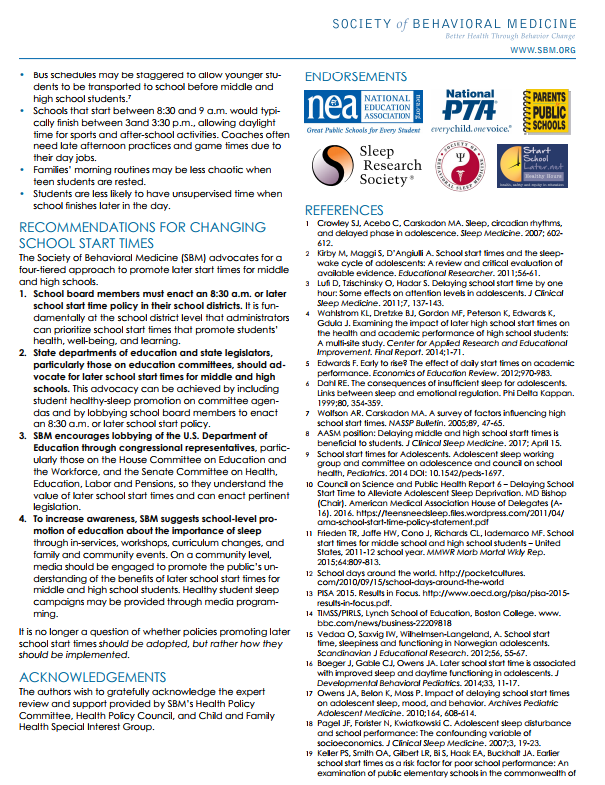 SOCIETY of BEHAVIORAL MEDICINE
Better Health Through Behavior Change
WWW.SBM.ORG
• Bus schedules may be staggered to allow younger stu-
dents to be transported to school before middle and
high school students.⁷
• Schools that start between 8:30 and 9 a.m. would typi-
cally finish between 3and 3:30 p.m., allowing daylight
time for sports and after-school activities. Coaches often
need late afternoon practices and game times due to
their day jobs.
• Families' morning routines may be less chaotic when
teen students are rested.
• Students are less likely to have unsupervised time when
school finishes later in the day.
RECOMMENDATIONS FOR CHANGING
SCHOOL START TIMES
The Society of Behavioral Medicine (SBM) advocates for a
four-tiered approach to promote later start times for middle
and high schools.
1. School board members must enact an 8:30 a.m. or later
school start time policy in their school districts. It is fun-
damentally at the school district level that administrators
can prioritize school start times that promote students'
health, well-being, and learning.
2. State departments of education and state legislators,
particularly those on education committees, should ad-
vocate for later school start times for middle and high
schools. This advocacy can be achieved by including
student healthy-sleep promotion on committee agen-
das and by lobbying school board members to enact
an 8:30 a.m. or later school start policy.
3. SBM encourages lobbying of the U.S. Department of
Education through congressional representatives, partic-
ularly those on the House Committee on Education and
the Workforce, and the Senate Committee on Health,
Education, Labor and Pensions, so they understand the
value of later school start times and can enact pertinent
legislation.
4. To increase awareness, SBM suggests school-level pro-
motion of education about the importance of sleep
through in-services, workshops, curriculum changes, and
family and community events. On a community level,
media should be engaged to promote the public's un-
derstanding of the benefits of later school start times for
middle and high school students. Healthy student sleep
campaigns may be provided through media program-
ming.
It is no longer a question of whether policies promoting later
school start times should be adopted, but rather how they
should be implemented.
ACKNOWLEDGEMENTS
The authors wish to gratefully acknowledge the expert
review and support provided by SBM's Health Policy
Committee, Health Policy Council, and Child and Family
Health Special Interest Group.
ENDORSEMENTS
nea NATIONAL EDUCATION ASSOCIATION nea.org
Great Public Schools for Every Student
National PTA®
everychild.onevoice.®
PARENTS for PUBLIC SCHOOLS
Sleep Research Society®
Start School Later.net
Healthy Hours
health, safety and equity in education
REFERENCES
1 Crowley SJ, Acebo C, Carskadon MA. Sleep, circadian rhythms,
and delayed phase in adolescence. Sleep Medicine. 2007; 602-
612.
2 Kirby M, Maggi S, D'Angiulli A. School start times and the sleep-
wake cycle of adolescents: A review and critical evaluation of
available evidence. Educational Researcher. 2011;56-61.
3 Lufi D, Tzischinsky O, Hadar S. Delaying school start time by one
hour: Some effects on attention levels in adolescents. J Clinical
Sleep Medicine. 2011;7, 137-143.
4 Wahlstrom KL, Dretzke BJ, Gordon MF, Peterson K, Edwards K,
Gdula J. Examining the impact of later high school start times on
the health and academic performance of high school students:
A multi-site study. Center for Applied Research and Educational
Improvement. Final Report. 2014;1-71.
5 Edwards F. Early to rise? The effect of daily start times on academic
performance. Economics of Education Review. 2012;970-983.
6 Dahl RE. The consequences of insufficient sleep for adolescents.
Links between sleep and emotional regulation. Phi Delta Kappan.
1999;80, 354-359.
7 Wolfson AR. Carskadon MA. A survey of factors influencing high
school start times. NASSP Bulletin. 2005;89, 47-65.
8 AASM position: Delaying middle and high school starft times is
beneficial to students. J Clinical Sleep Medicine. 2017; April 15.
9 School start times for Adolescents. Adolescent sleep working
group and committee on adolescence and council on school
health, Pediatrics. 2014 DOI: 10.1542/peds-1697.
10 Council on Science and Public Health Report 6 – Delaying School
Start Time to Alleviate Adolescent Sleep Deprivation. MD Bishop
(Chair). American Medical Association House of Delegates (A-
16). 2016. https://teensneedsleep.files.wordpress.com/2011/04/
ama-school-start-time-policy-statement.pdf
11 Frieden TR, Jaffe HW, Cono J, Richards CL, Iademarco MF. School
start times for middle school and high school students – United
States, 2011-12 school year. MMWR Morb Mortal Wkly Rep.
2015;64:809-813.
12 School days around the world. http://pocketcultures.
com/2010/09/15/school-days-around-the-world
13 PISA 2015. Results in Focus. http://www.oecd.org/pisa/pisa-2015-
results-in-focus.pdf.
14 TIMSS/PIRLS, Lynch School of Education, Boston College. www.
bbc.com/news/business-22209818
15 Vedaa O, Saxvig IW, Wilhelmsen-Langeland, A. School start
time, sleepiness and functioning in Norwegian adolescents.
Scandinavian J Educational Research. 2012;56, 55-67.
16 Boeger J, Gable CJ, Owens JA. Later school start time is associated
with improved sleep and daytime functioning in adolescents. J
Developmental Behavioral Pediatrics. 2014;33, 11-17.
17 Owens JA, Belon K, Moss P. Impact of delaying school start times
on adolescent sleep, mood, and behavior. Archives Pediatric
Adolescent Medicine. 2010;164, 608-614.
18 Pagel JF, Forister N, Kwiatkowski C. Adolescent sleep disturbance
and school performance: The confounding variable of
socioeconomics. J Clinical Sleep Medicine. 2007;3, 19-23.
19 Keller PS, Smith OA, Gilbert LR, Bi S, Haak EA, Buckhalt JA. Earlier
school start times as a risk factor for poor school performance: An
examination of public elementary schools in the commonwealth of